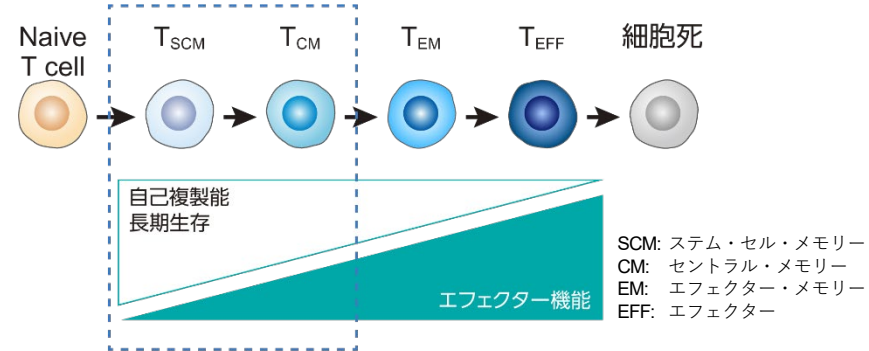 Naive
T cell
TSCM
TCM
TEM
TEFF
細胞死
自己複製能
長期生存
エフェクター機能
SCM: ステム・セル・メモリー
CM: セントラル・メモリー
EM: エフェクター・メモリー
EFF: エフェクター